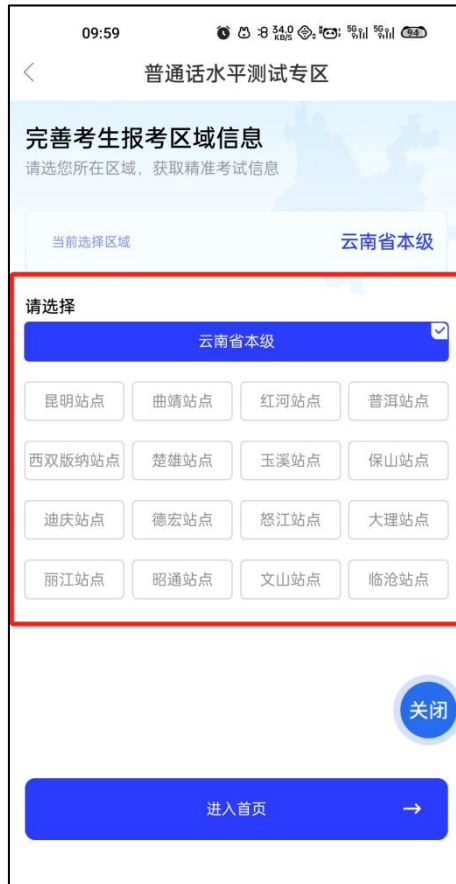 09:59
34.0
KB/S
5G
5G
94
普通话水平测试专区
完善考生报考区域信息
请选您所在区域，获取精准考试信息
当前选择区域
云南省本级
请选择
云南省本级
昆明站点 曲靖站点 红河站点 普洱站点
西双版纳站点 楚雄站点 玉溪站点 保山站点
迪庆站点 德宏站点 怒江站点 大理站点
丽江站点 昭通站点 文山站点 临沧站点
关闭
进入首页 →